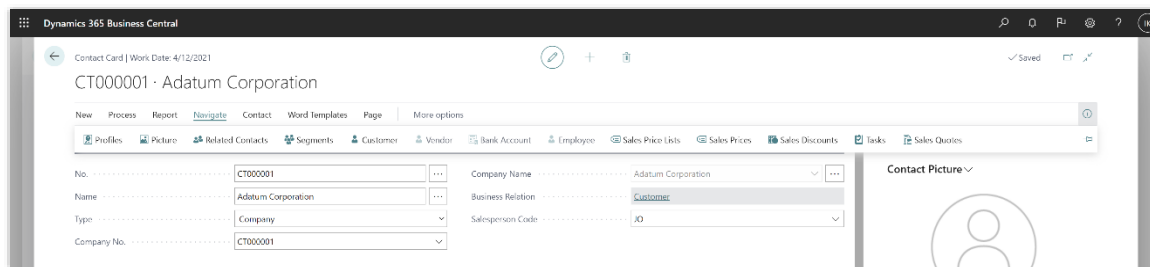 Dynamics 365 Business Central
Contact Card | Work Date: 4/12/2021
Saved
CT000001 · Adatum Corporation
New Process Report Navigate Contact Word Templates Page More options
Profiles Picture Related Contacts Segments Customer Vendor Bank Account Employee Sales Price Lists Sales Prices Sales Discounts Tasks Sales Quotes
No. CT000001 Company Name Adatum Corporation
Contact Picture
Name Adatum Corporation Business Relation Customer
Type Company Salesperson Code JO
Company No. CT000001